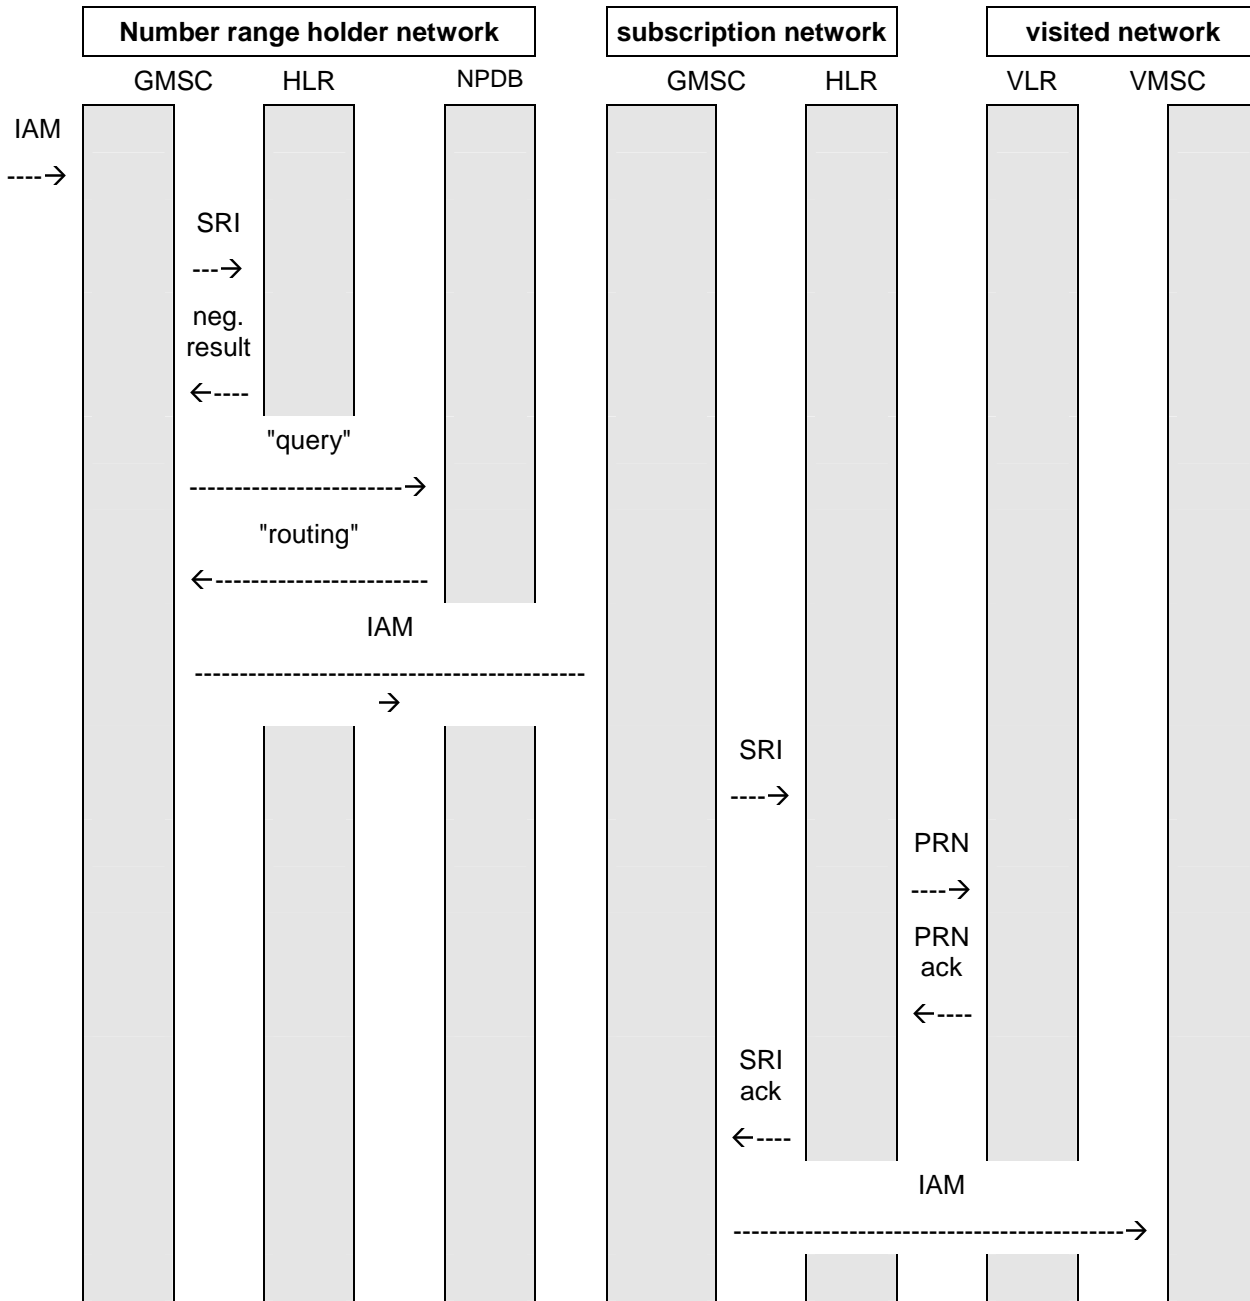 Number range holder network subscription network visited network
GMSC HLR NPDB GMSC HLR VLR VMSC
IAM
---->
SRI
--->
neg.
result
<----
"query"
------------------------>
"routing"
<------------------------
IAM
--------------------------------------------
>
SRI
---->
PRN
---->
PRN
ack
<----
SRI
ack
<----
IAM
-------------------------------------------->